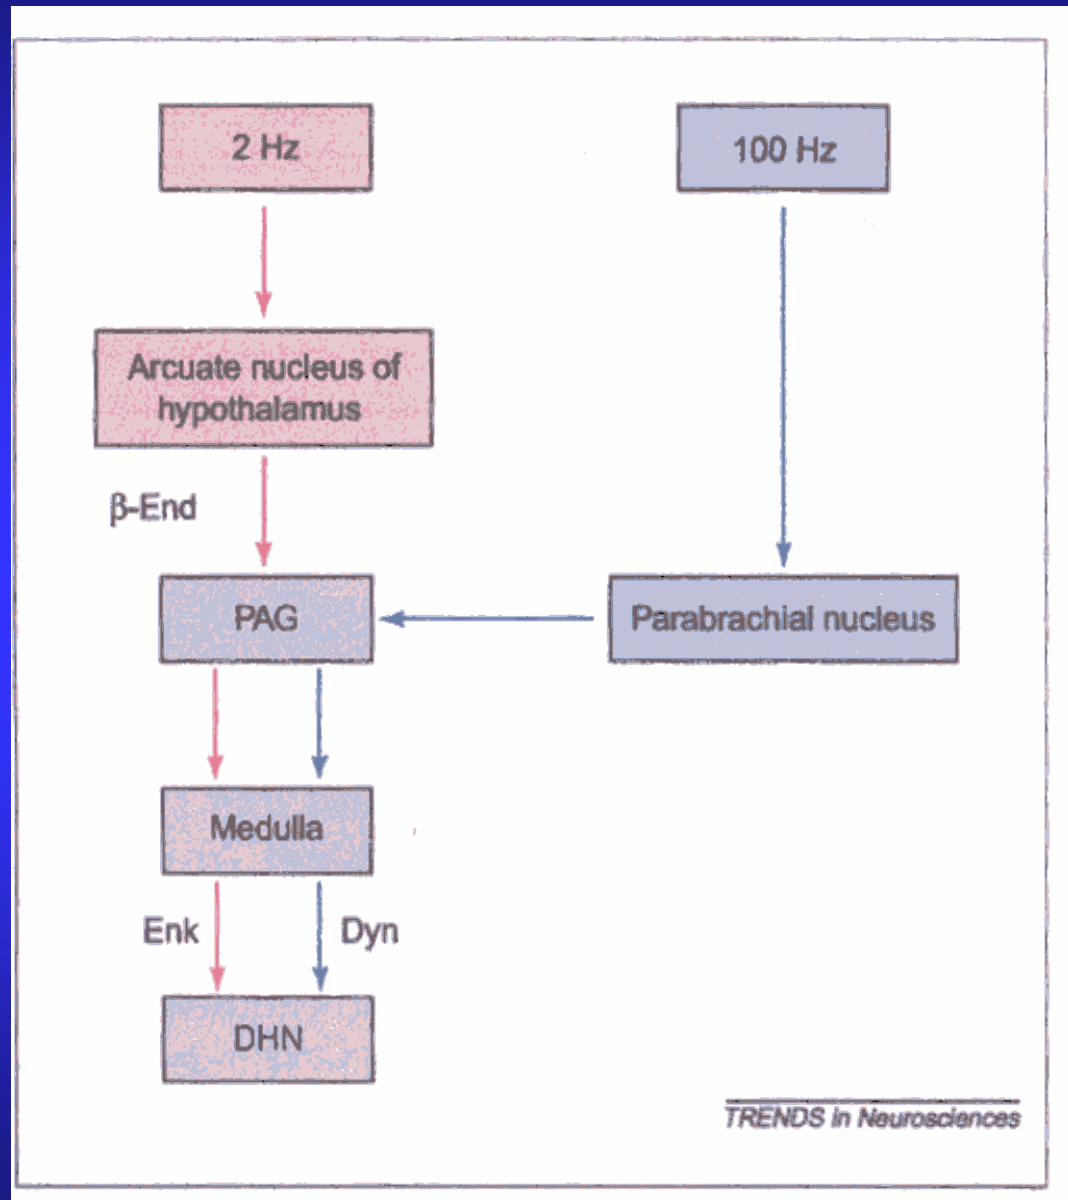 2 Hz
100 Hz
Arcuate nucleus of
hypothalamus
β-End
PAG
Parabrachial nucleus
Medulla
Enk
Dyn
DHN
TRENDS in Neurosciences